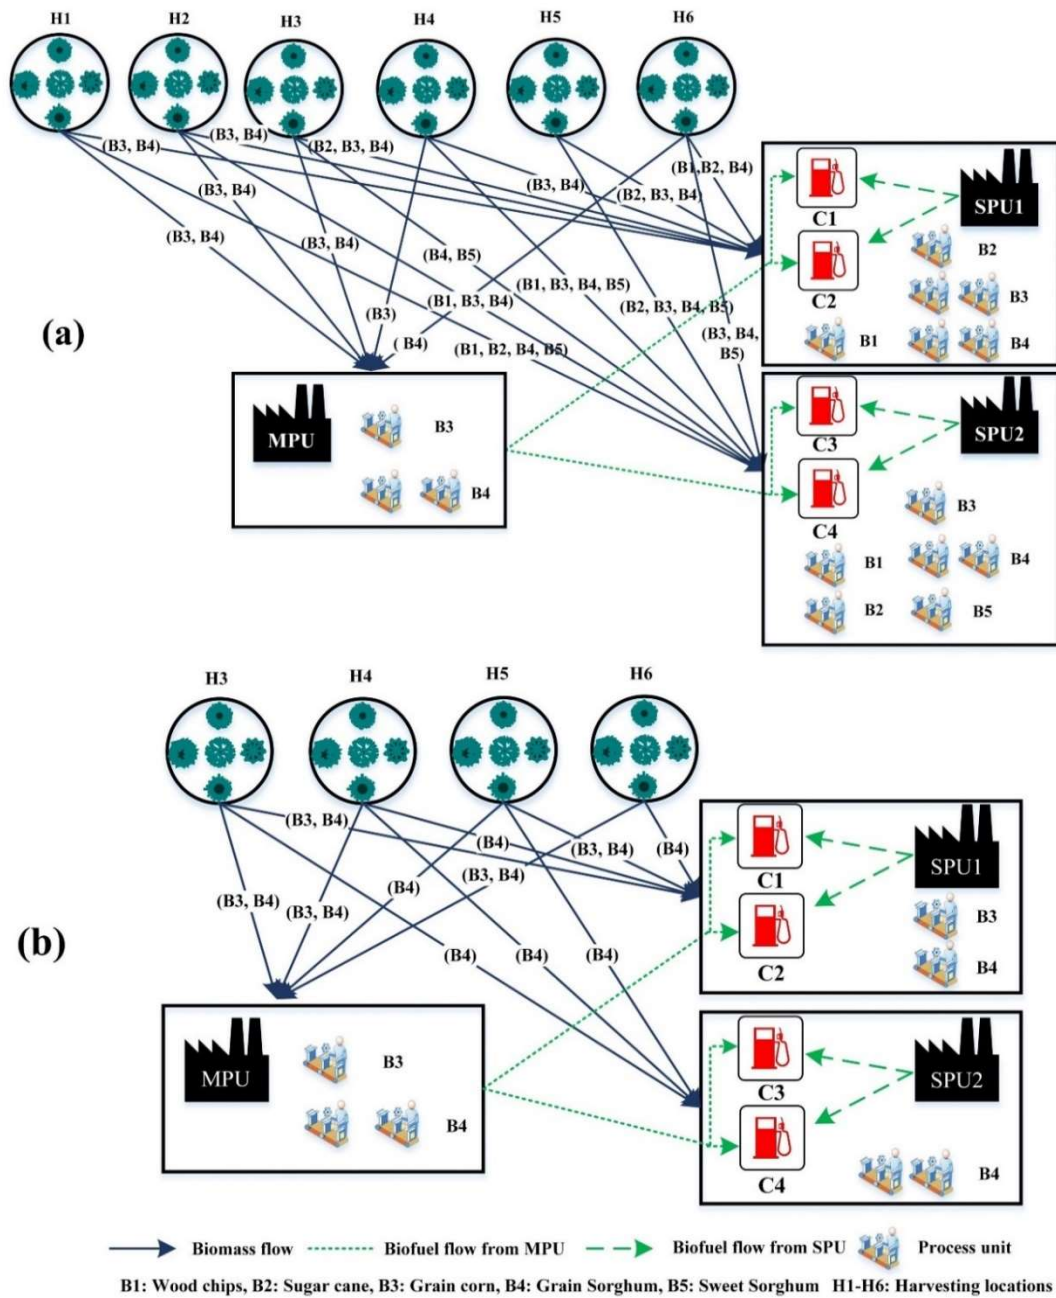 H1 H2 H3 H4 H5 H6
(B3, B4) (B3, B4) (B2, B3, B4)
(B1,B2, B4)
(B3, B4) (B3, B4) (B2, B3, B4)
(B3, B4) (B3, B4) (B4, B5)
(B1, B3, B4) (B1, B3, B4, B5) (B2, B3, B4, B5)
(B3) (B3, B4, B5)
( B4) (B1, B2, B4, B5)
(a)
C1 SPU1
B2
C2 B3
B1 B4
MPU B3
B4
C3 SPU2
C4 B3
B1 B4
B2 B5
H3 H4 H5 H6
(B3, B4) (B4) (B3, B4) (B4)
(B4) (B3, B4)
(B3, B4) (B3, B4)
(B4) (B4) (B4)
(b)
C1 SPU1
B3
C2 B4
MPU B3
B4
C3 SPU2
C4 B4
Biomass flow Biofuel flow from MPU Biofuel flow from SPU Process unit
B1: Wood chips, B2: Sugar cane, B3: Grain corn, B4: Grain Sorghum, B5: Sweet Sorghum H1-H6: Harvesting locations